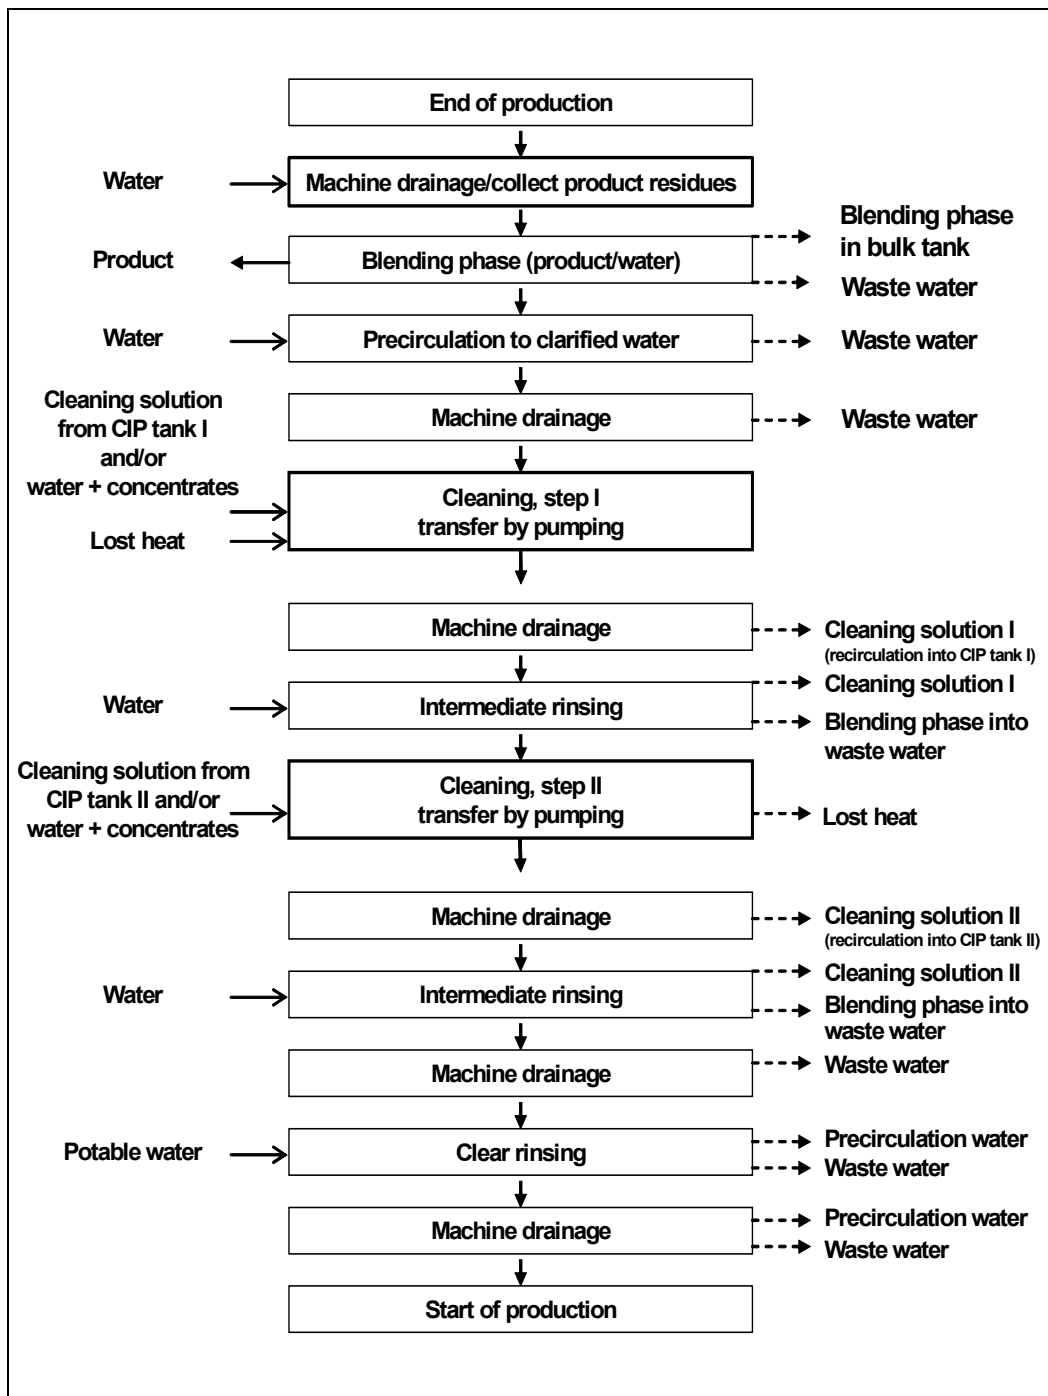 End of production
Water
Machine drainage/collect product residues
Blending phase
in bulk tank
Product
Blending phase (product/water)
Waste water
Water
Precirculation to clarified water
Waste water
Cleaning solution
from CIP tank I
and/or
water + concentrates
Machine drainage
Waste water
Cleaning, step I
transfer by pumping
Lost heat
Machine drainage
Cleaning solution I
(recirculation into CIP tank I)
Water
Intermediate rinsing
Cleaning solution I
Blending phase into
waste water
Cleaning solution from
CIP tank II and/or
water + concentrates
Cleaning, step II
transfer by pumping
Lost heat
Machine drainage
Cleaning solution II
(recirculation into CIP tank II)
Water
Intermediate rinsing
Cleaning solution II
Blending phase into
waste water
Machine drainage
Waste water
Potable water
Clear rinsing
Precirculation water
Waste water
Machine drainage
Precirculation water
Waste water
Start of production